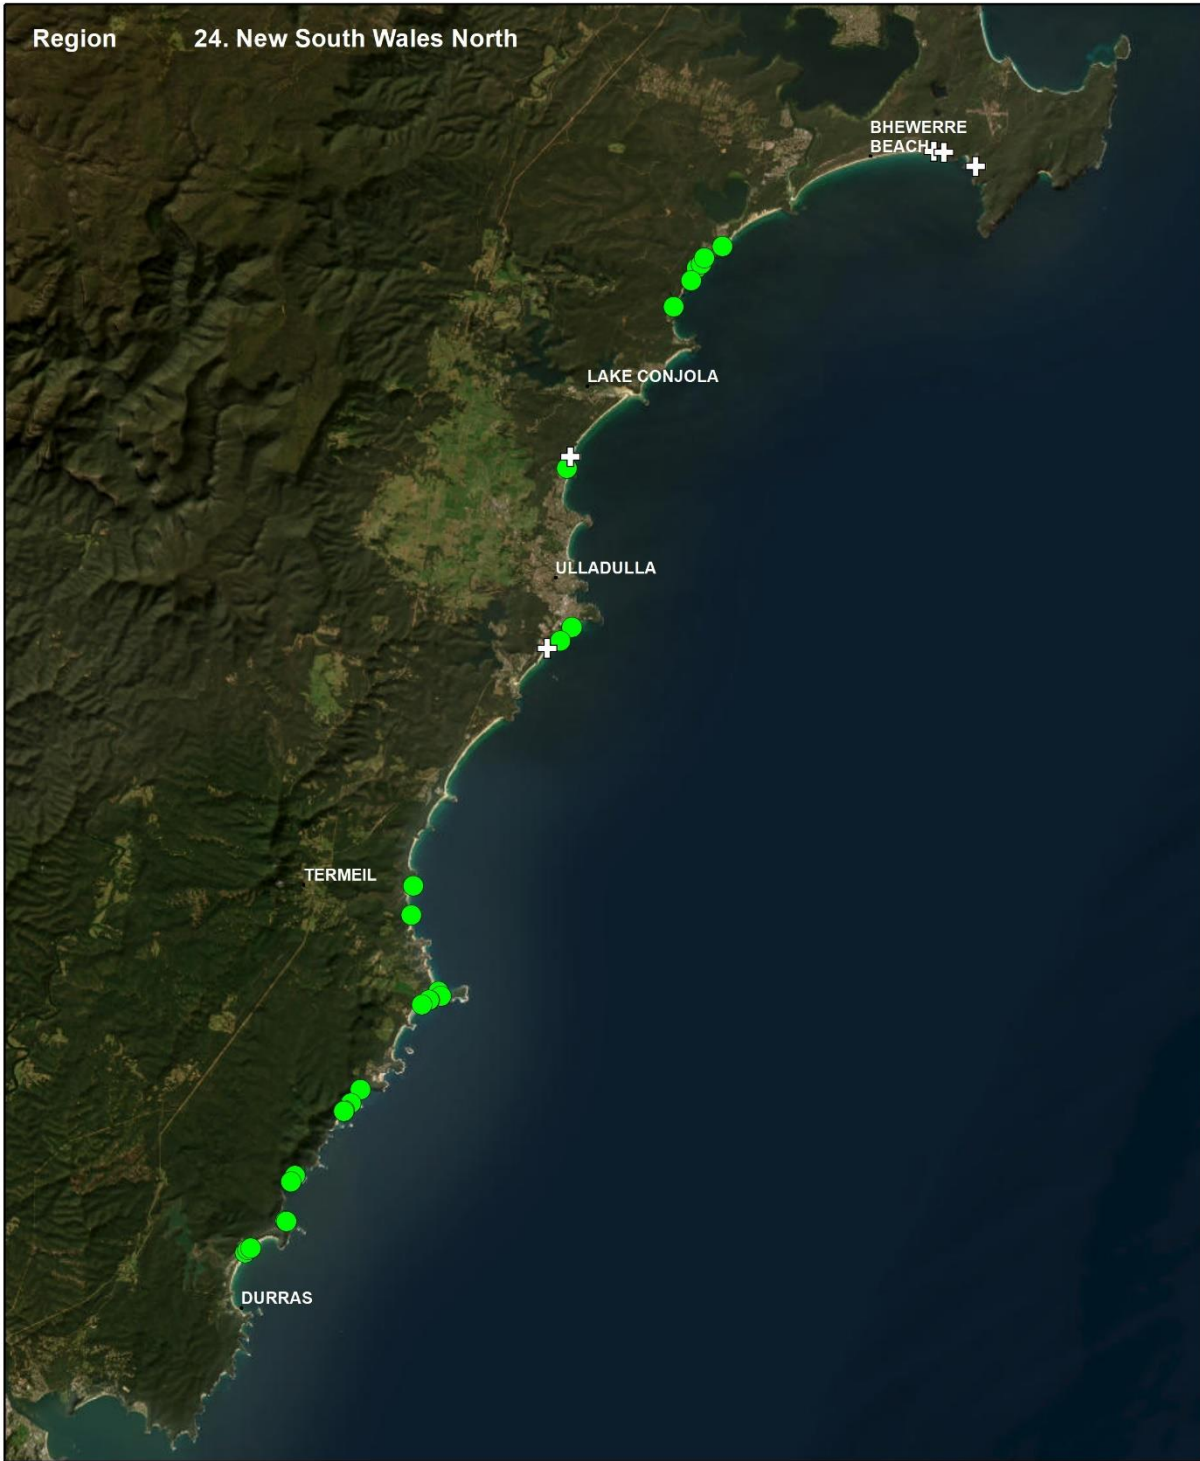 Region 24. New South Wales North
BHEWERRE
BEACH
LAKE CONJOLA
ULLADULLA
TERMEIL
DURRAS